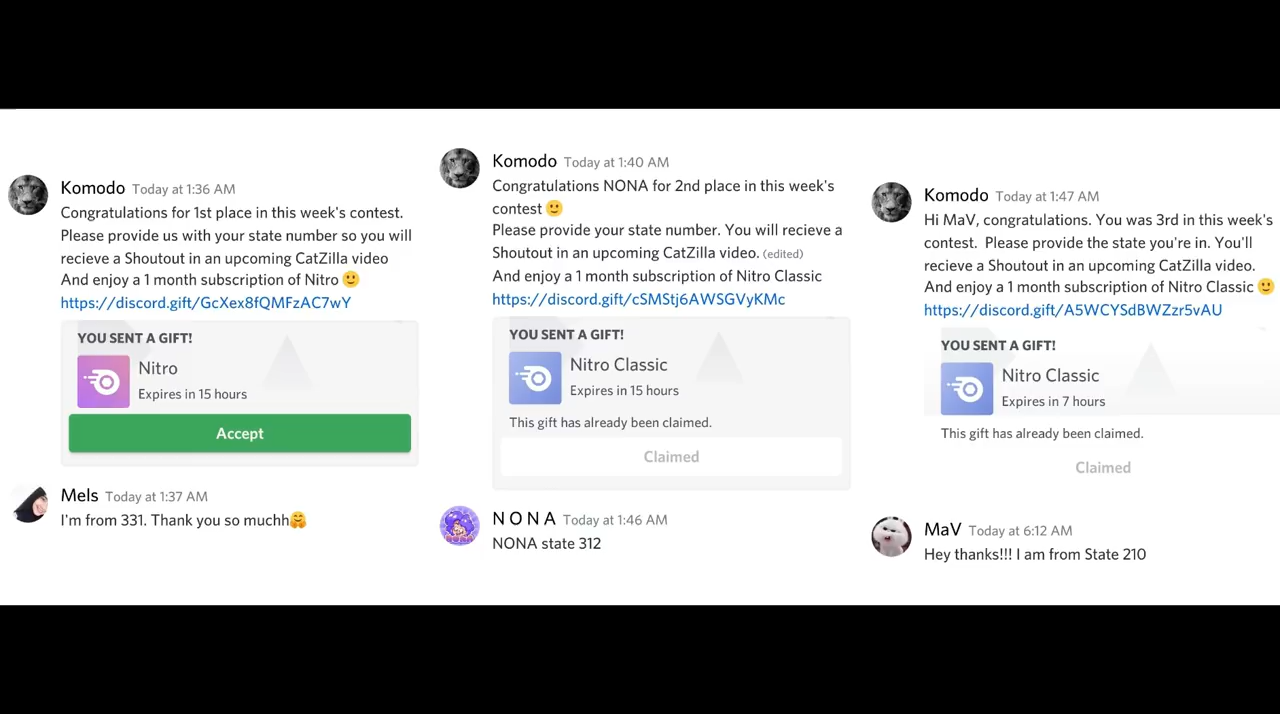 Komodo Today at 1:36 AM
Congratulations for 1st place in this week's contest.
Please provide us with your state number so you will
recieve a Shoutout in an upcoming CatZilla video
And enjoy a 1 month subscription of Nitro 🙂
https://discord.gift/GcXex8fQMFzAC7wY
YOU SENT A GIFT!
Nitro
Expires in 15 hours
Accept
Mels Today at 1:37 AM
I'm from 331. Thank you so muchh🤗
Komodo Today at 1:40 AM
Congratulations NONA for 2nd place in this week's
contest 🙂
Please provide your state number. You will recieve a
Shoutout in an upcoming CatZilla video. (edited)
And enjoy a 1 month subscription of Nitro Classic
https://discord.gift/cSMStj6AWSGVyKMc
YOU SENT A GIFT!
Nitro Classic
Expires in 15 hours
This gift has already been claimed.
Claimed
N O N A Today at 1:46 AM
NONA state 312
Komodo Today at 1:47 AM
Hi MaV, congratulations. You was 3rd in this week's
contest. Please provide the state you're in. You'll
recieve a Shoutout in an upcoming CatZilla video.
And enjoy a 1 month subscription of Nitro Classic 🙂
https://discord.gift/A5WCYSdBWZzr5vAU
YOU SENT A GIFT!
Nitro Classic
Expires in 7 hours
This gift has already been claimed.
Claimed
MaV Today at 6:12 AM
Hey thanks!!! I am from State 210